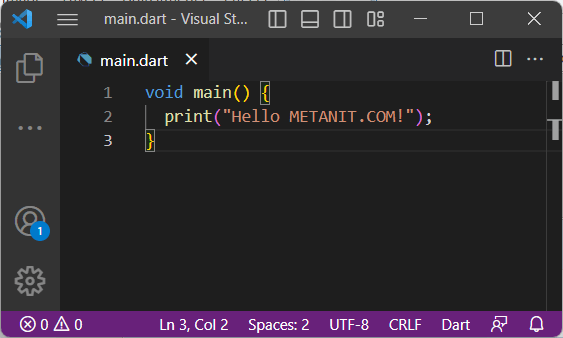 main.dart - Visual St...
main.dart
1 void main() {
2 print("Hello METANIT.COM!");
3 }
1
0 0 Ln 3, Col 2 Spaces: 2 UTF-8 CRLF Dart